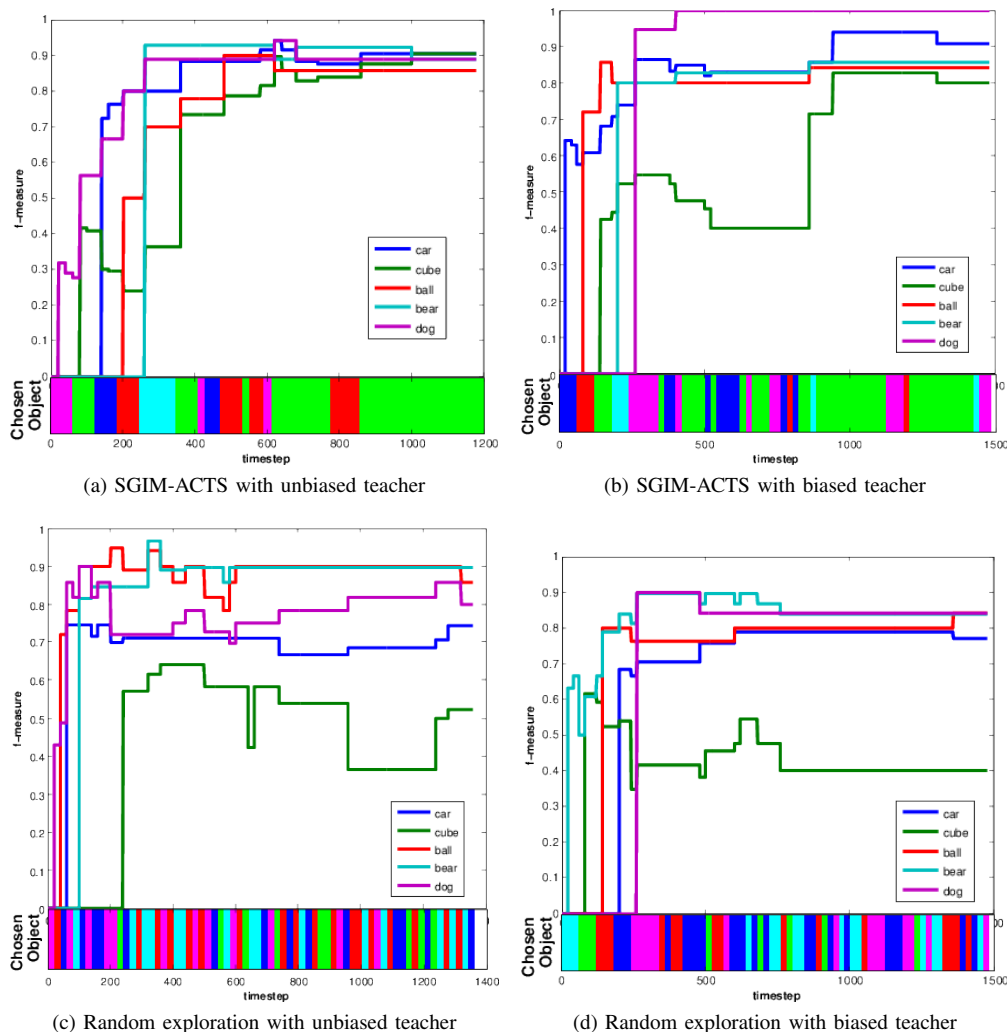 1
0.9
0.8
0.7
0.6
0.5
0.4
0.3
0.2
0.1
0
f-measure
car
cube
ball
bear
dog
Chosen
Object
0 200 400 600 800 1000 1200
timestep
(a) SGIM-ACTS with unbiased teacher
1
0.9
0.8
0.7
0.6
0.5
0.4
0.3
0.2
0.1
0
f-measure
car
cube
ball
bear
dog
Chosen
Object
0 500 1000 1500
timestep
(b) SGIM-ACTS with biased teacher
1
0.9
0.8
0.7
0.6
0.5
0.4
0.3
0.2
0.1
0
f-measure
car
cube
ball
bear
dog
Chosen
Object
0 200 400 600 800 1000 1200 1400
timestep
(c) Random exploration with unbiased teacher
1
0.9
0.8
0.7
0.6
0.5
0.4
0.3
0.2
0.1
0
f-measure
car
cube
ball
bear
dog
Chosen
Object
0 500 1000 1500
timestep
(d) Random exploration with biased teacher